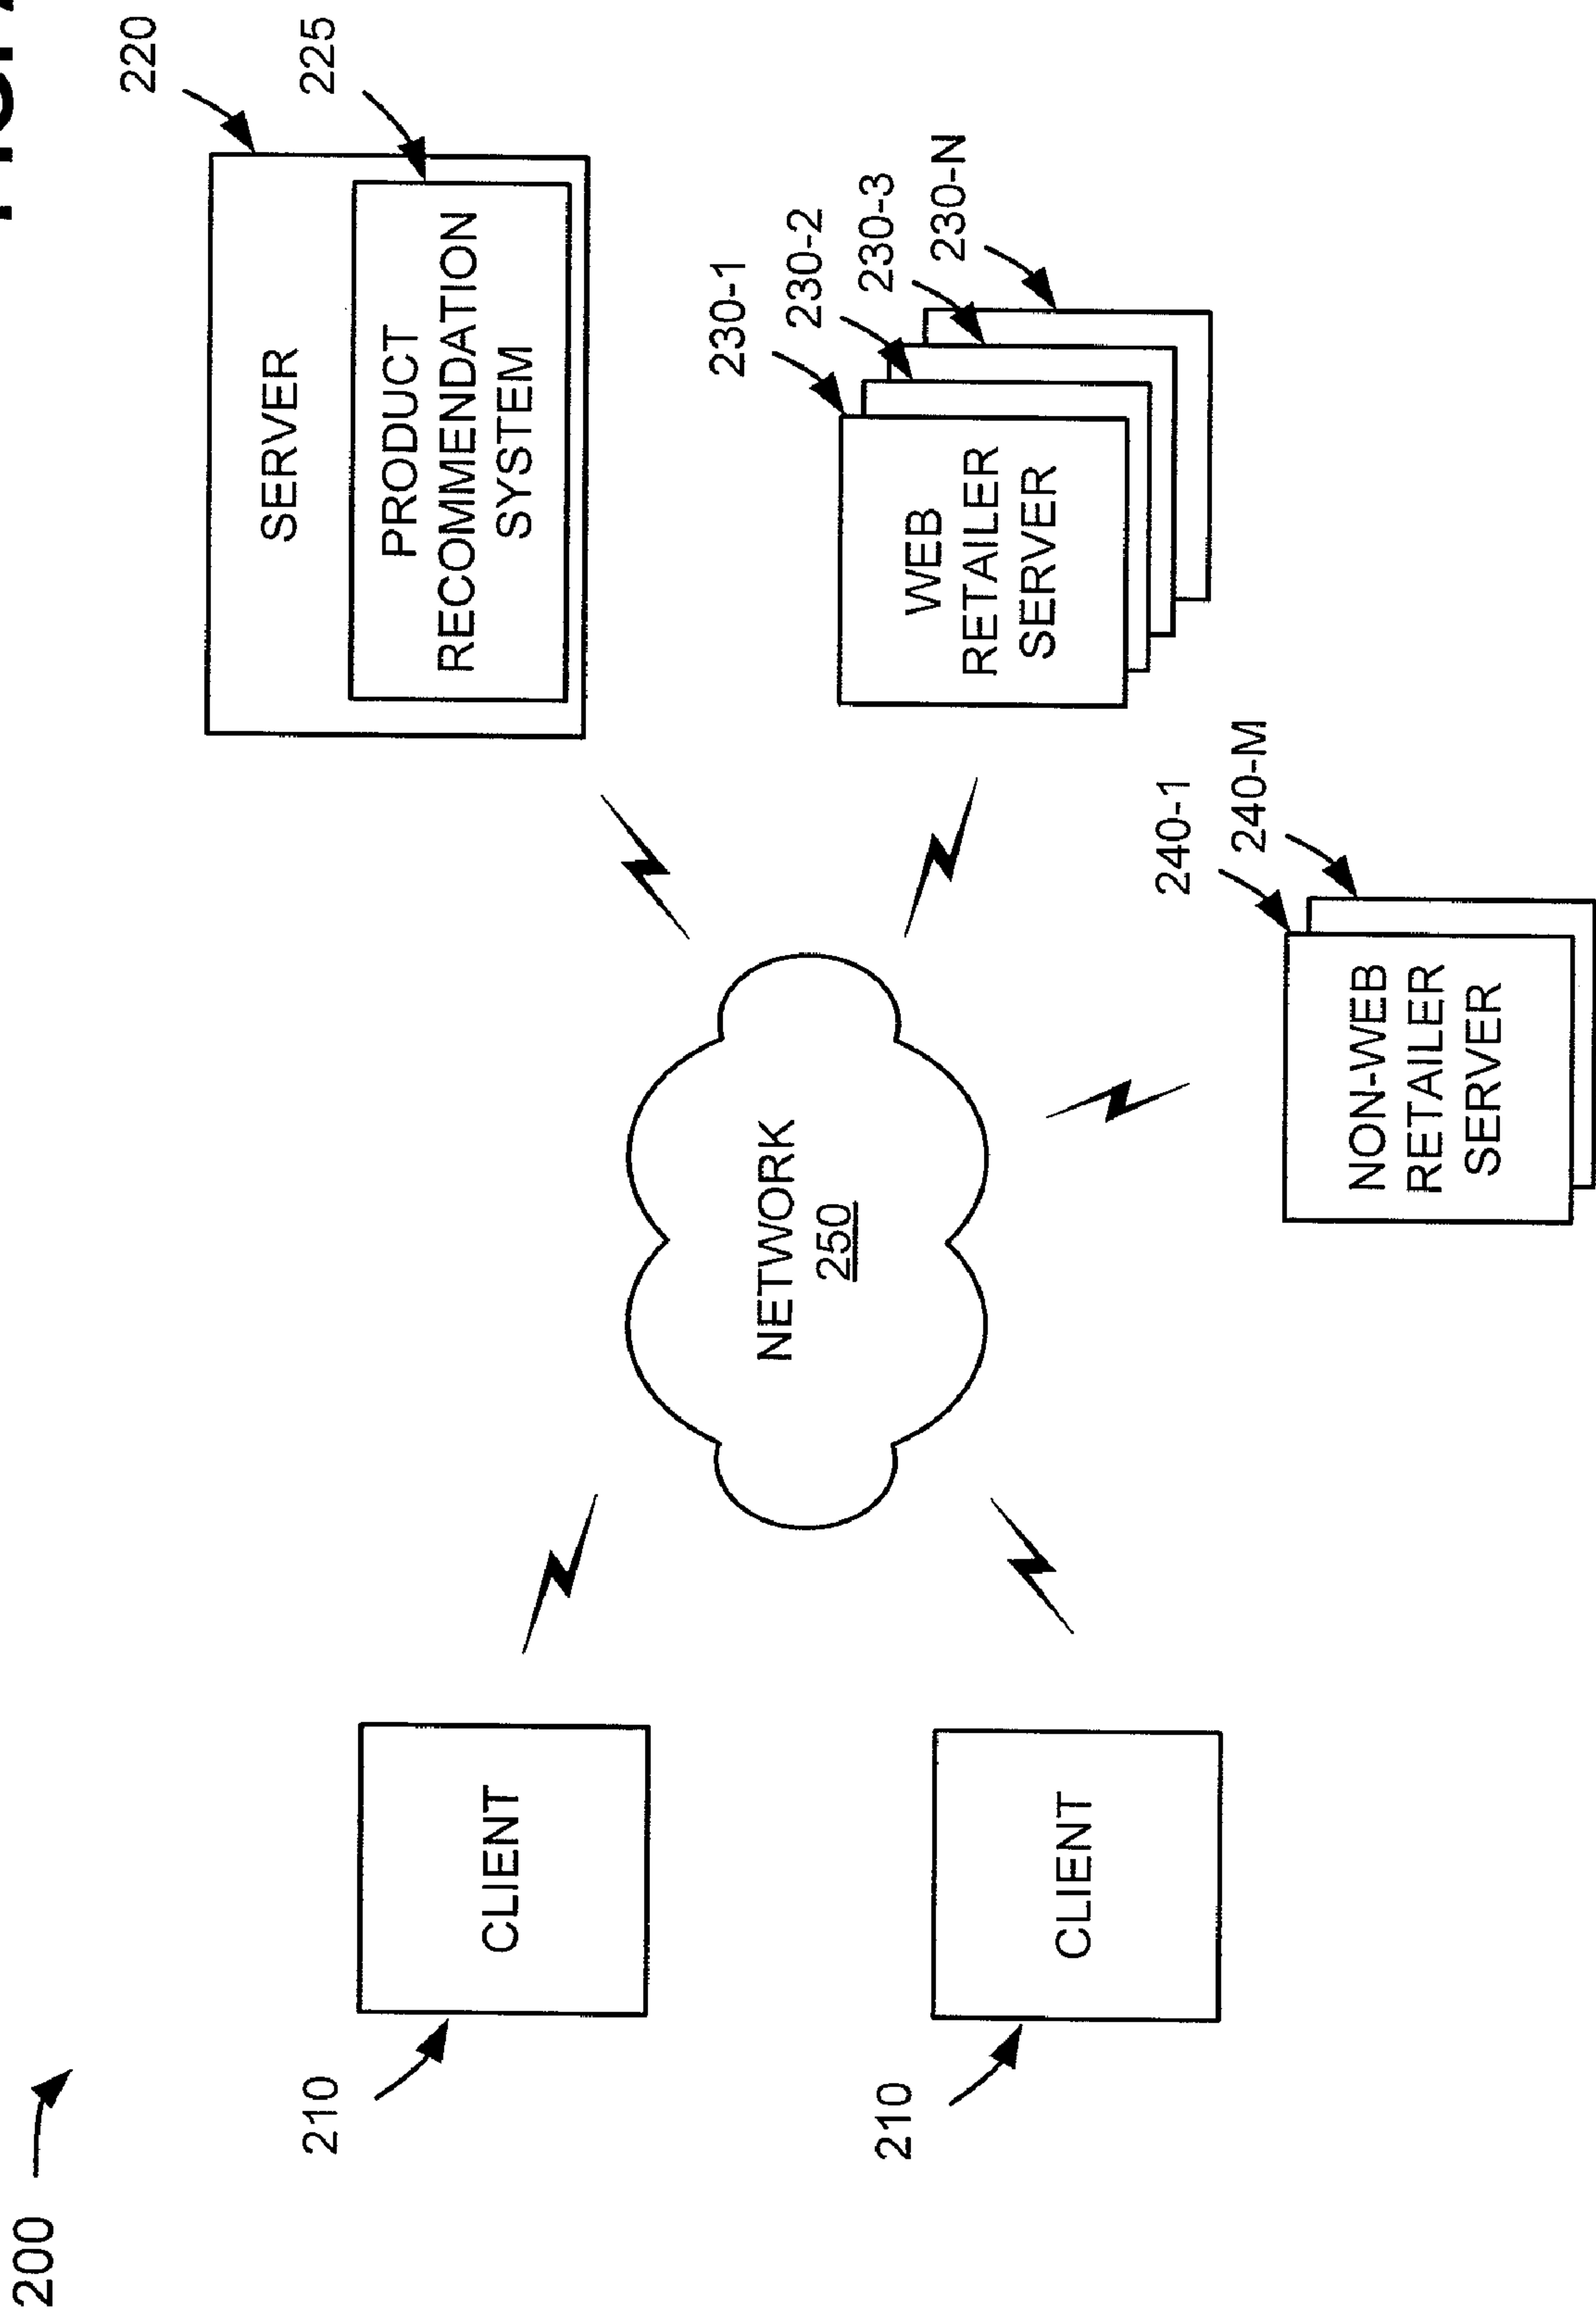 200
210
CLIENT
210
CLIENT
NETWORK
250
220
SERVER
225
PRODUCT
RECOMMENDATION
SYSTEM
230-1
230-2
230-3
230-N
WEB
RETAILER
SERVER
240-1
240-M
NON-WEB
RETAILER
SERVER